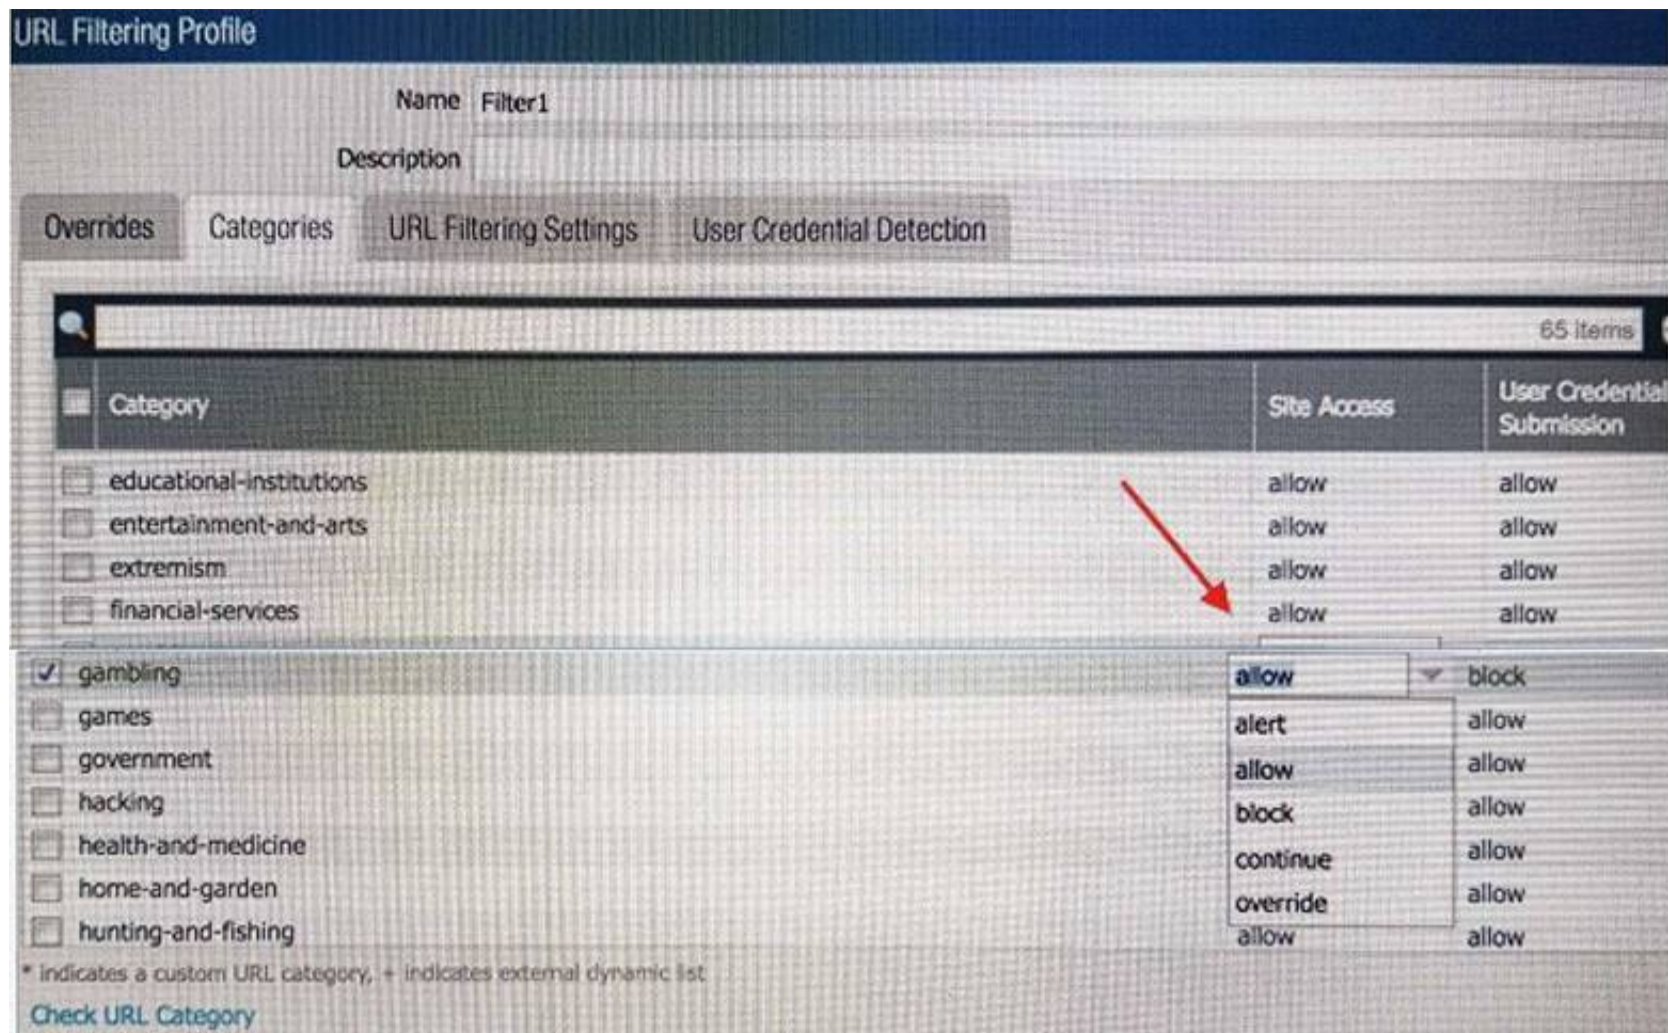 URL Filtering Profile
Name Filter1
Description
Overrides Categories URL Filtering Settings User Credential Detection
65 items
Category Site Access User Credential Submission
educational-institutions allow allow
entertainment-and-arts allow allow
extremism allow allow
financial-services allow allow
gambling allow block
games alert allow
government allow allow
hacking block allow
health-and-medicine continue allow
home-and-garden override allow
hunting-and-fishing allow allow
* indicates a custom URL category, + indicates external dynamic list
Check URL Category